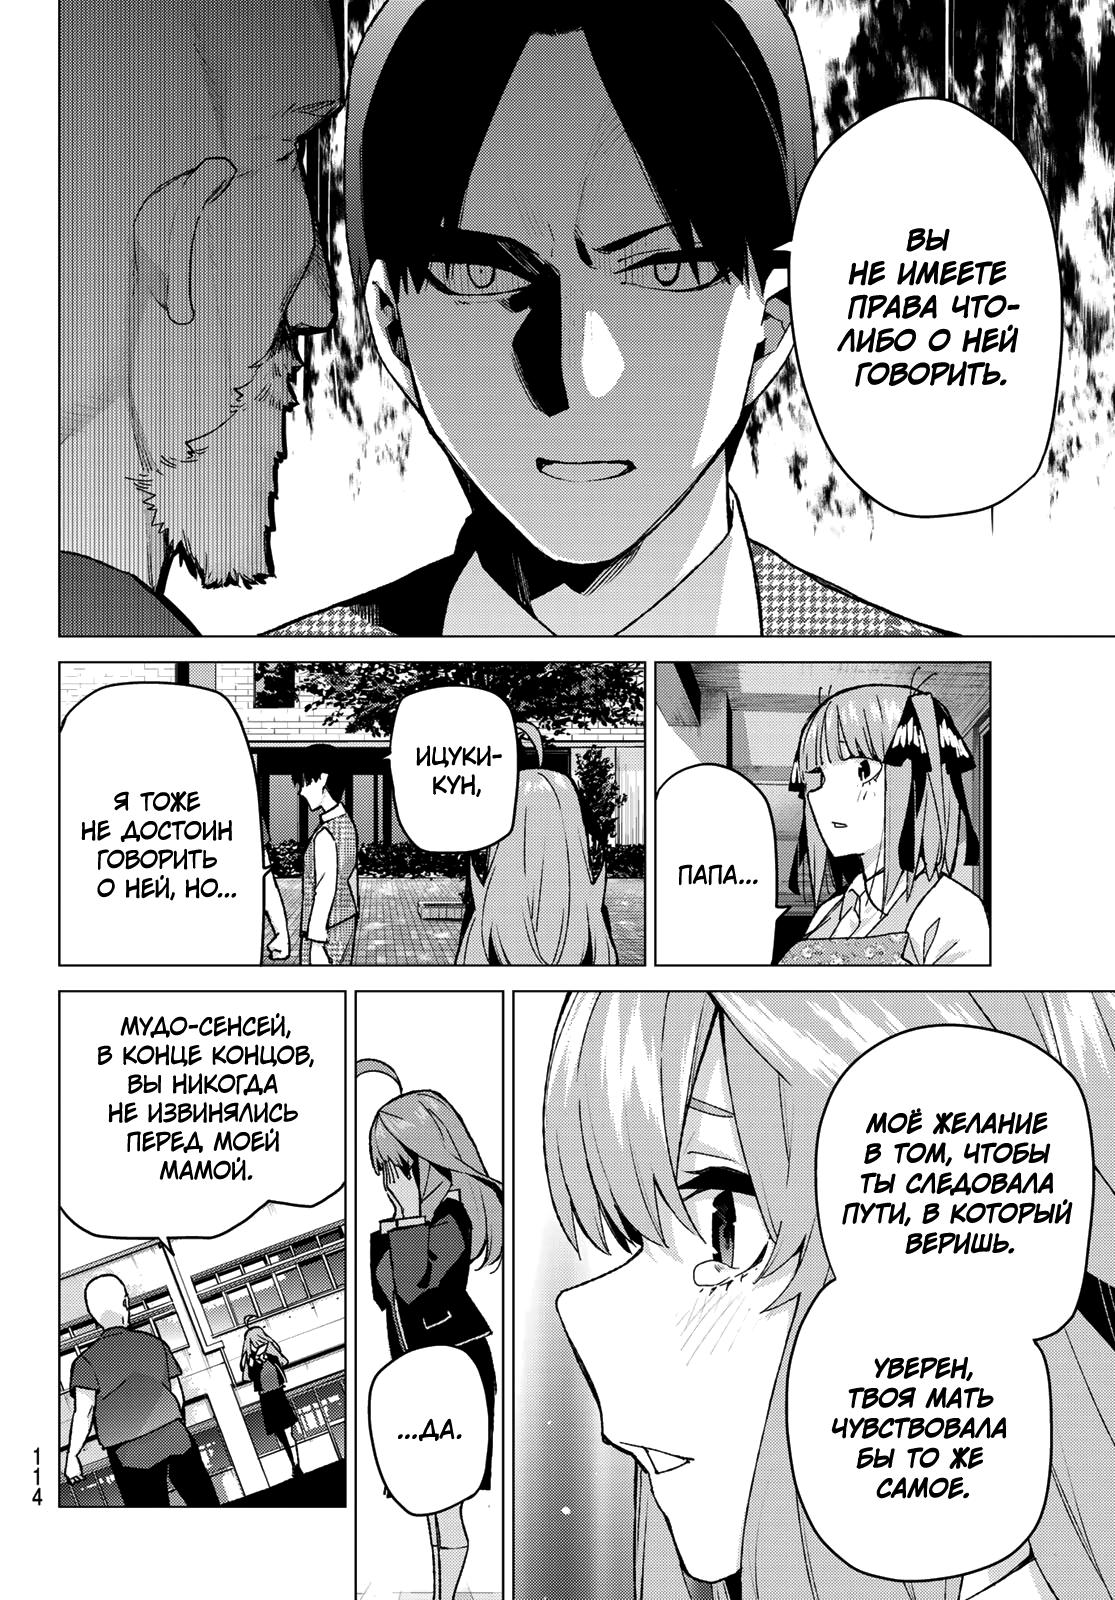 ВЫ
НЕ ИМЕЕТЕ
ПРАВА ЧТО-
ЛИБО О НЕЙ
ГОВОРИТЬ.
ПАПА...
ИЦУКИ-
КУН,
Я ТОЖЕ
НЕ ДОСТОИН
ГОВОРИТЬ
О НЕЙ, НО...
МОЁ ЖЕЛАНИЕ
В ТОМ, ЧТОБЫ
ТЫ СЛЕДОВАЛА
ПУТИ, В КОТОРЫЙ
ВЕРИШЬ.
УВЕРЕН,
ТВОЯ МАТЬ
ЧУВСТВОВАЛА
БЫ ТО ЖЕ
САМОЕ.
...ДА.
МУДО-СЕНСЕЙ,
В КОНЦЕ КОНЦОВ,
ВЫ НИКОГДА
НЕ ИЗВИНЯЛИСЬ
ПЕРЕД МОЕЙ
МАМОЙ.
114